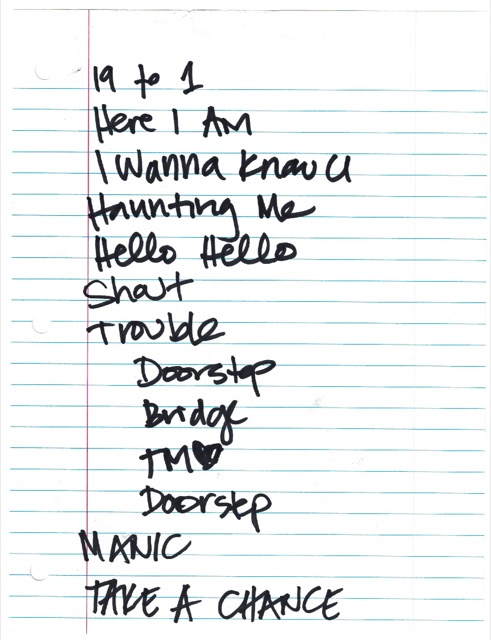 19 to 1
Here I Am
I Wanna Know U
Haunting Me
Hello Hello
Shout
Trouble
Doorstep
Bridge
TM♥
Doorstep
MANIC
TAKE A CHANCE